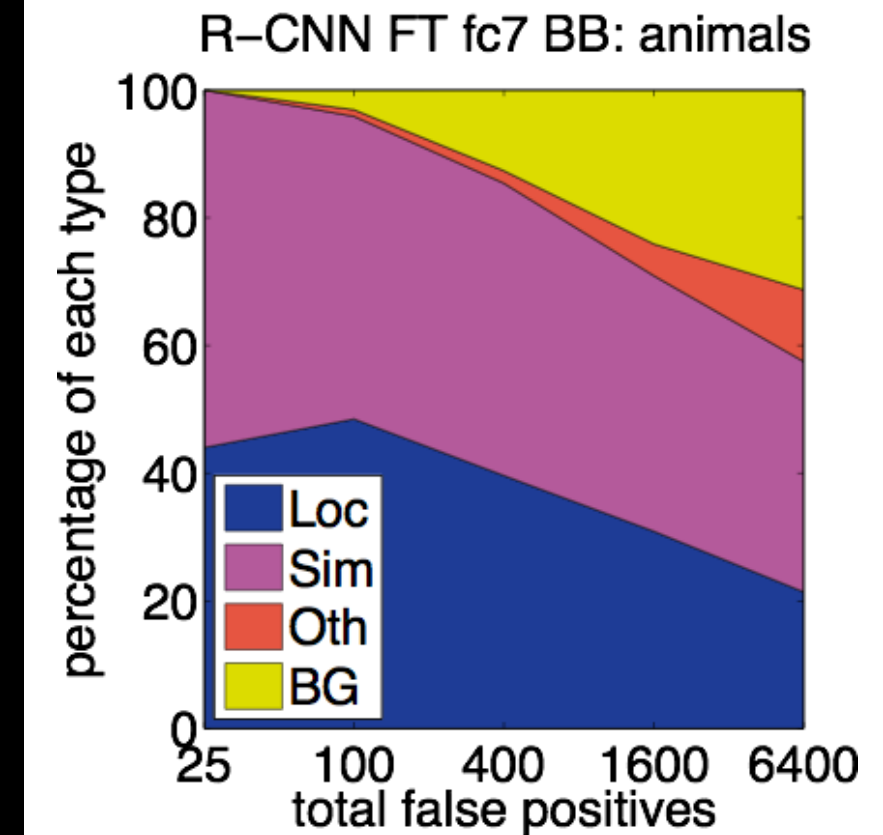 R−CNN FT fc7 BB: animals
percentage of each type
100
80
60
40
20
0
Loc
Sim
Oth
BG
25 100 400 1600 6400
total false positives